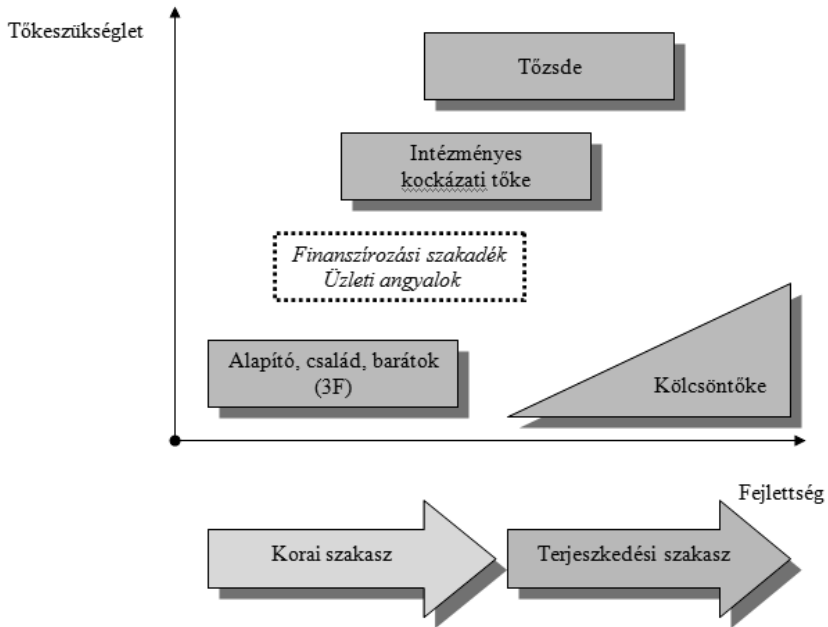 Tőkeszükséglet
Tőzsde
Intézményes
kockázati tőke
Finanszírozási szakadék
Üzleti angyalok
Alapító, család, barátok
(3F)
Kölcsöntőke
Fejlettség
Korai szakasz
Terjeszkedési szakasz